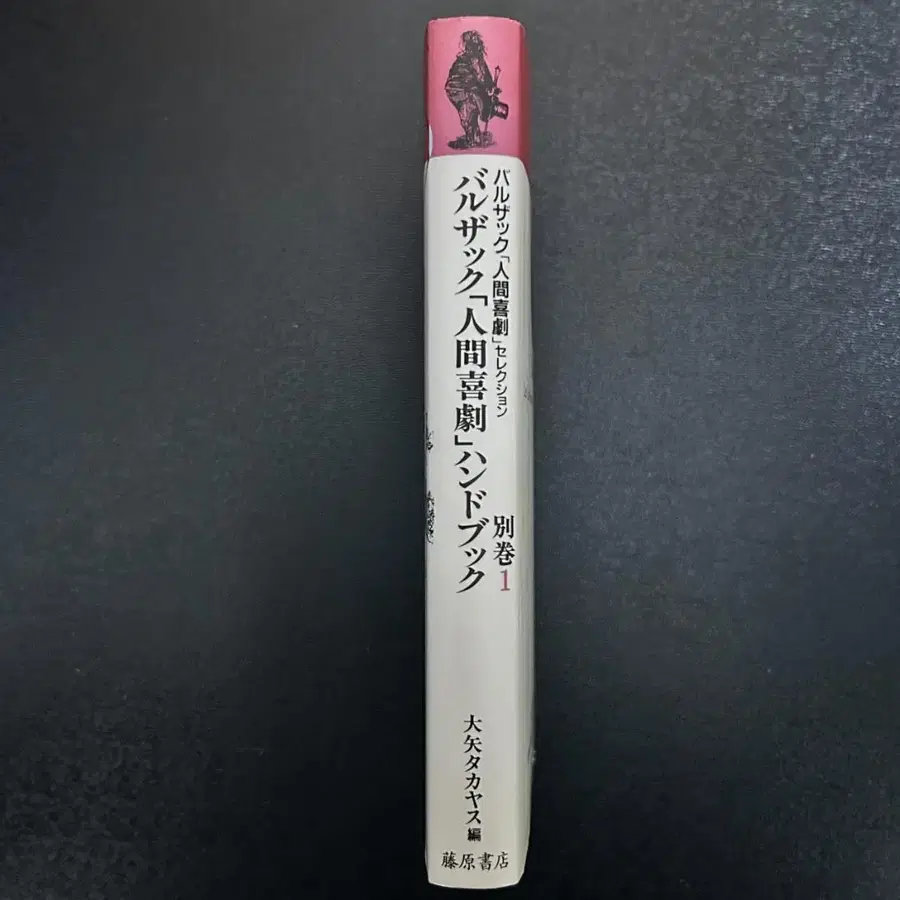 バルザック「人間喜劇」セレクション
バルザック「人間喜劇」ハンドブック
別巻1
大矢タカヤス 編
藤原書店